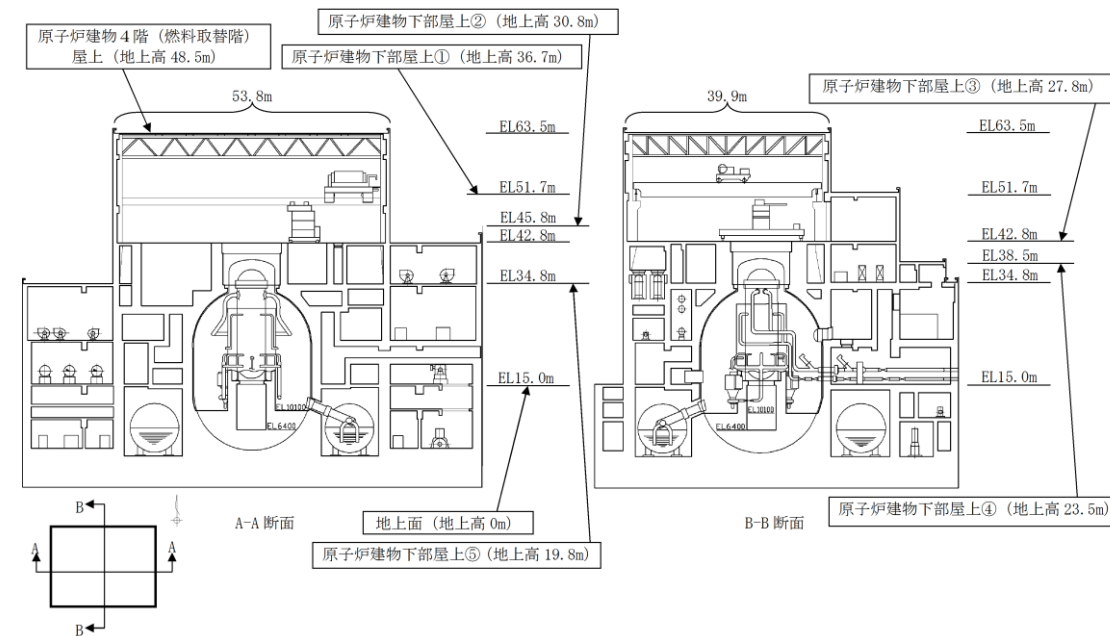 原子炉建物下部屋上②（地上高 30.8m）
原子炉建物４階（燃料取替階）
屋上（地上高 48.5m）
原子炉建物下部屋上①（地上高 36.7m）
原子炉建物下部屋上③（地上高 27.8m）
53.8m
39.9m
EL63.5m
EL63.5m
EL51.7m
EL51.7m
EL45.8m
EL42.8m
EL42.8m
EL38.5m
EL34.8m
EL34.8m
EL15.0m
EL15.0m
EL10100
EL6400
EL10100
EL6400
A-A 断面
B-B 断面
地上面（地上高 0m）
原子炉建物下部屋上④（地上高 23.5m）
原子炉建物下部屋上⑤（地上高 19.8m）
B
A
A
B